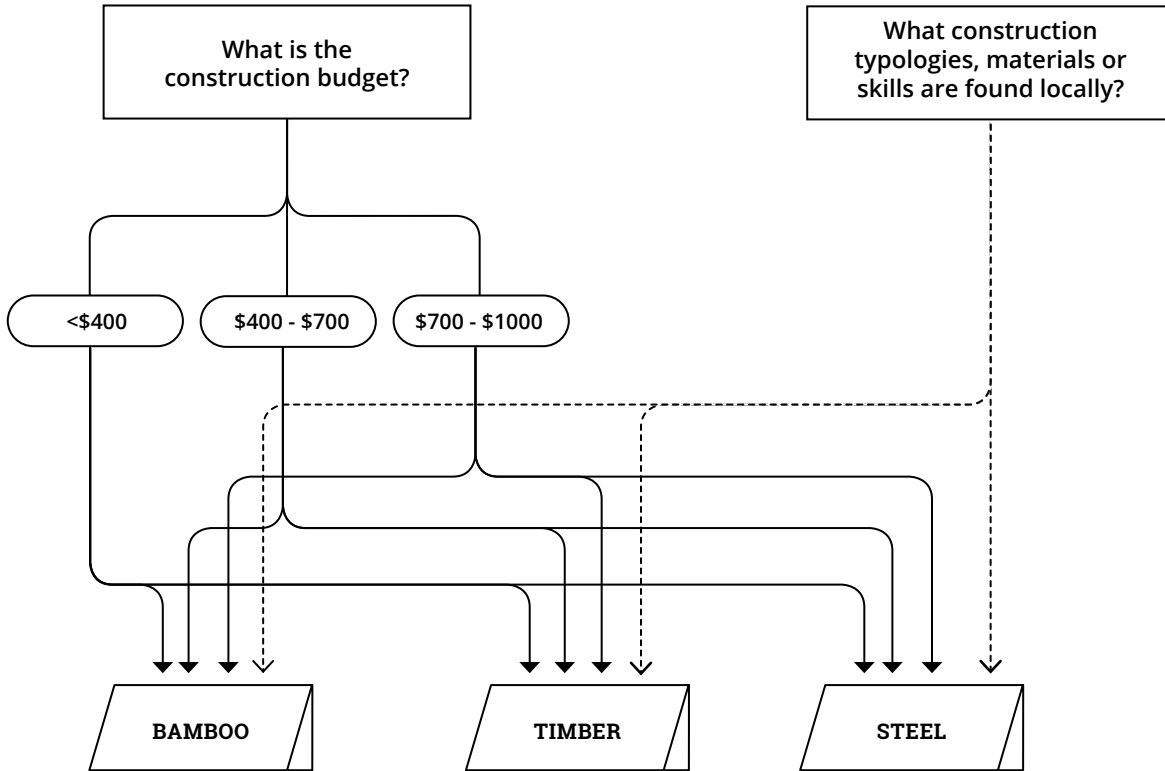 What is the
construction budget?
What construction
typologies, materials or
skills are found locally?
<$400
$400 - $700
$700 - $1000
BAMBOO
TIMBER
STEEL